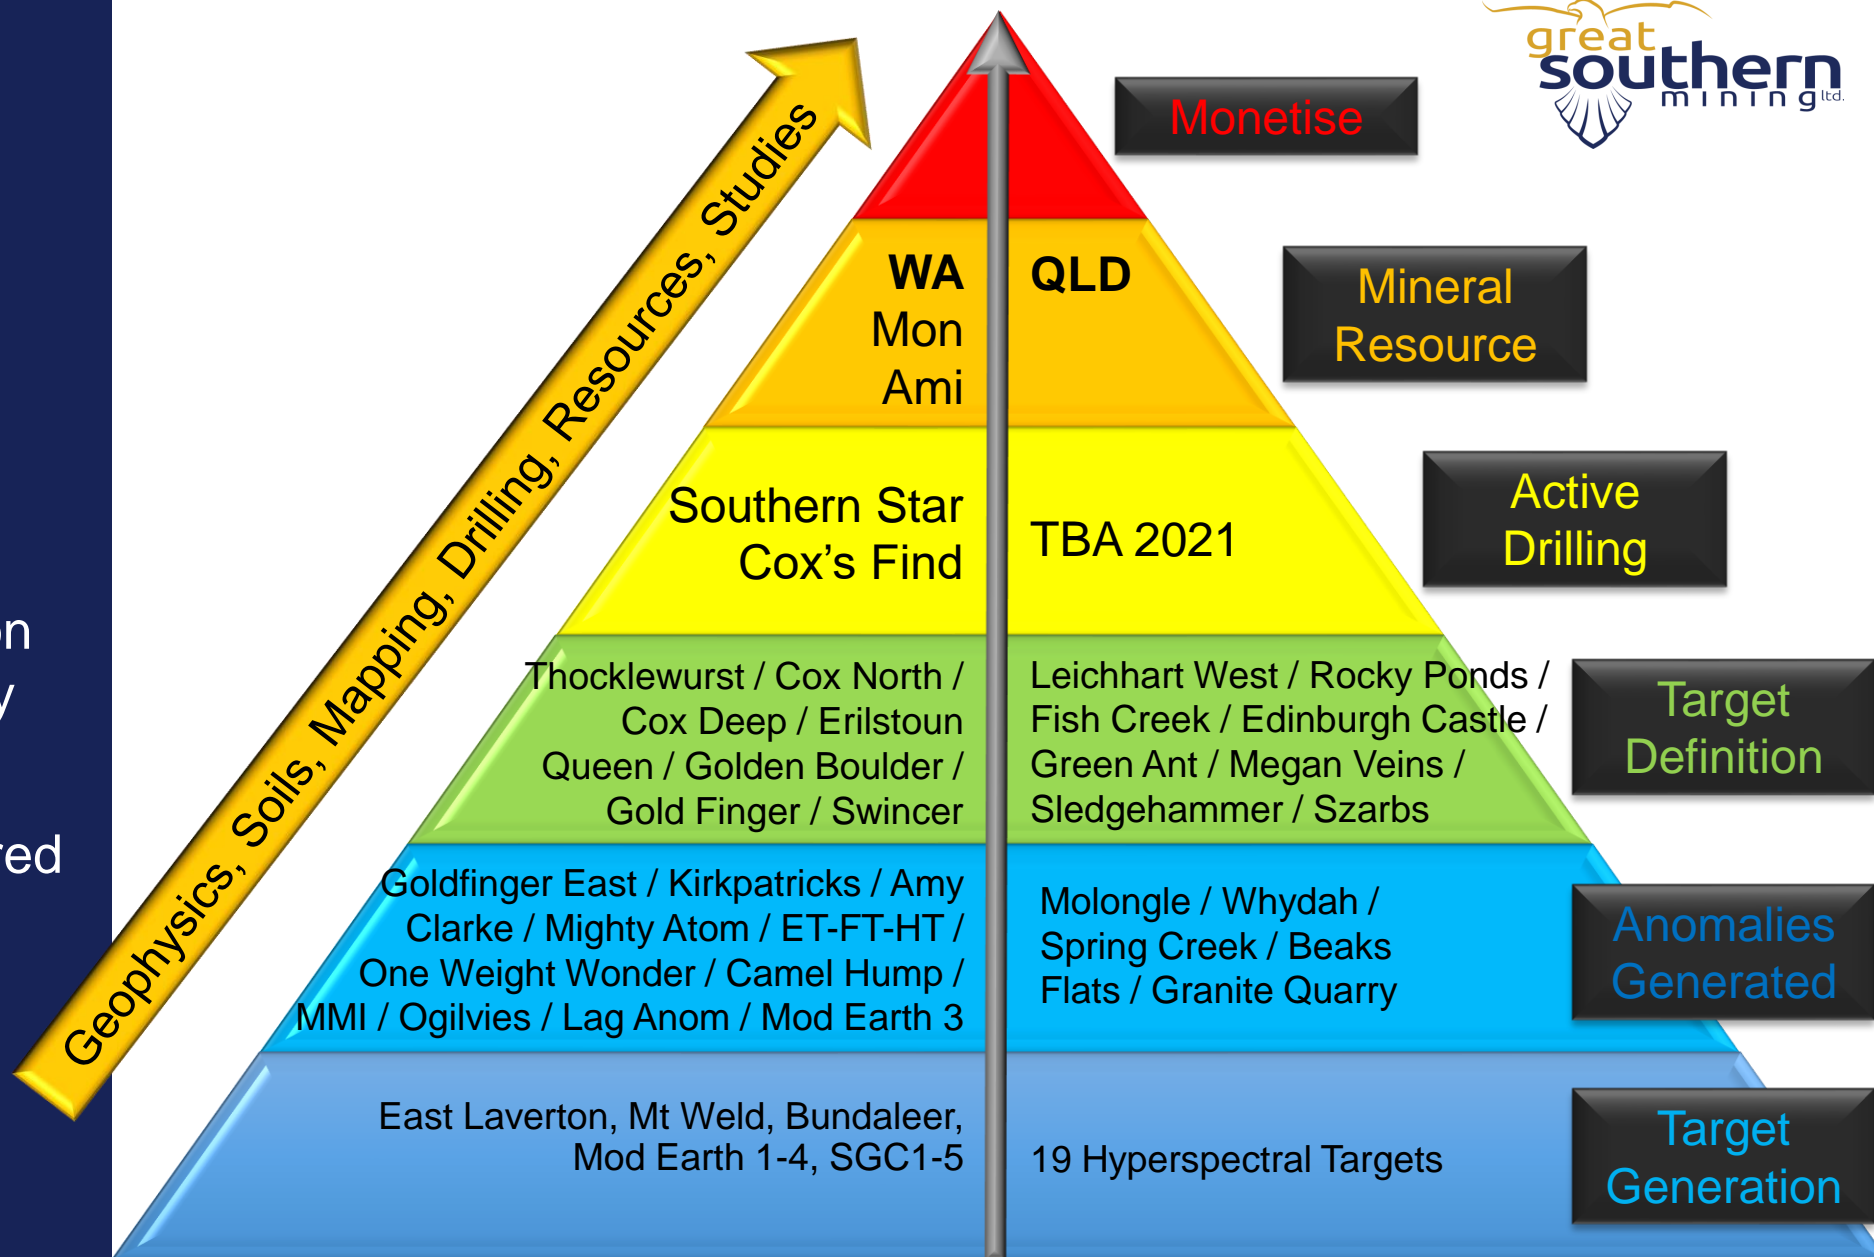 great
southern
mining ltd.
Monetise
Geophysics, Soils, Mapping, Drilling, Resources, Studies
WA
Mon
Ami
QLD
Mineral
Resource
Southern Star
Cox’s Find
TBA 2021
Active
Drilling
on
y
red
Thocklewurst / Cox North /
Cox Deep / Erilstoun
Queen / Golden Boulder /
Gold Finger / Swincer
Leichhart West / Rocky Ponds /
Fish Creek / Edinburgh Castle /
Green Ant / Megan Veins /
Sledgehammer / Szarbs
Target
Definition
Goldfinger East / Kirkpatricks / Amy
Clarke / Mighty Atom / ET-FT-HT /
One Weight Wonder / Camel Hump /
MMI / Ogilvies / Lag Anom / Mod Earth 3
Molongle / Whydah /
Spring Creek / Beaks
Flats / Granite Quarry
Anomalies
Generated
East Laverton, Mt Weld, Bundaleer,
Mod Earth 1-4, SGC1-5
19 Hyperspectral Targets
Target
Generation